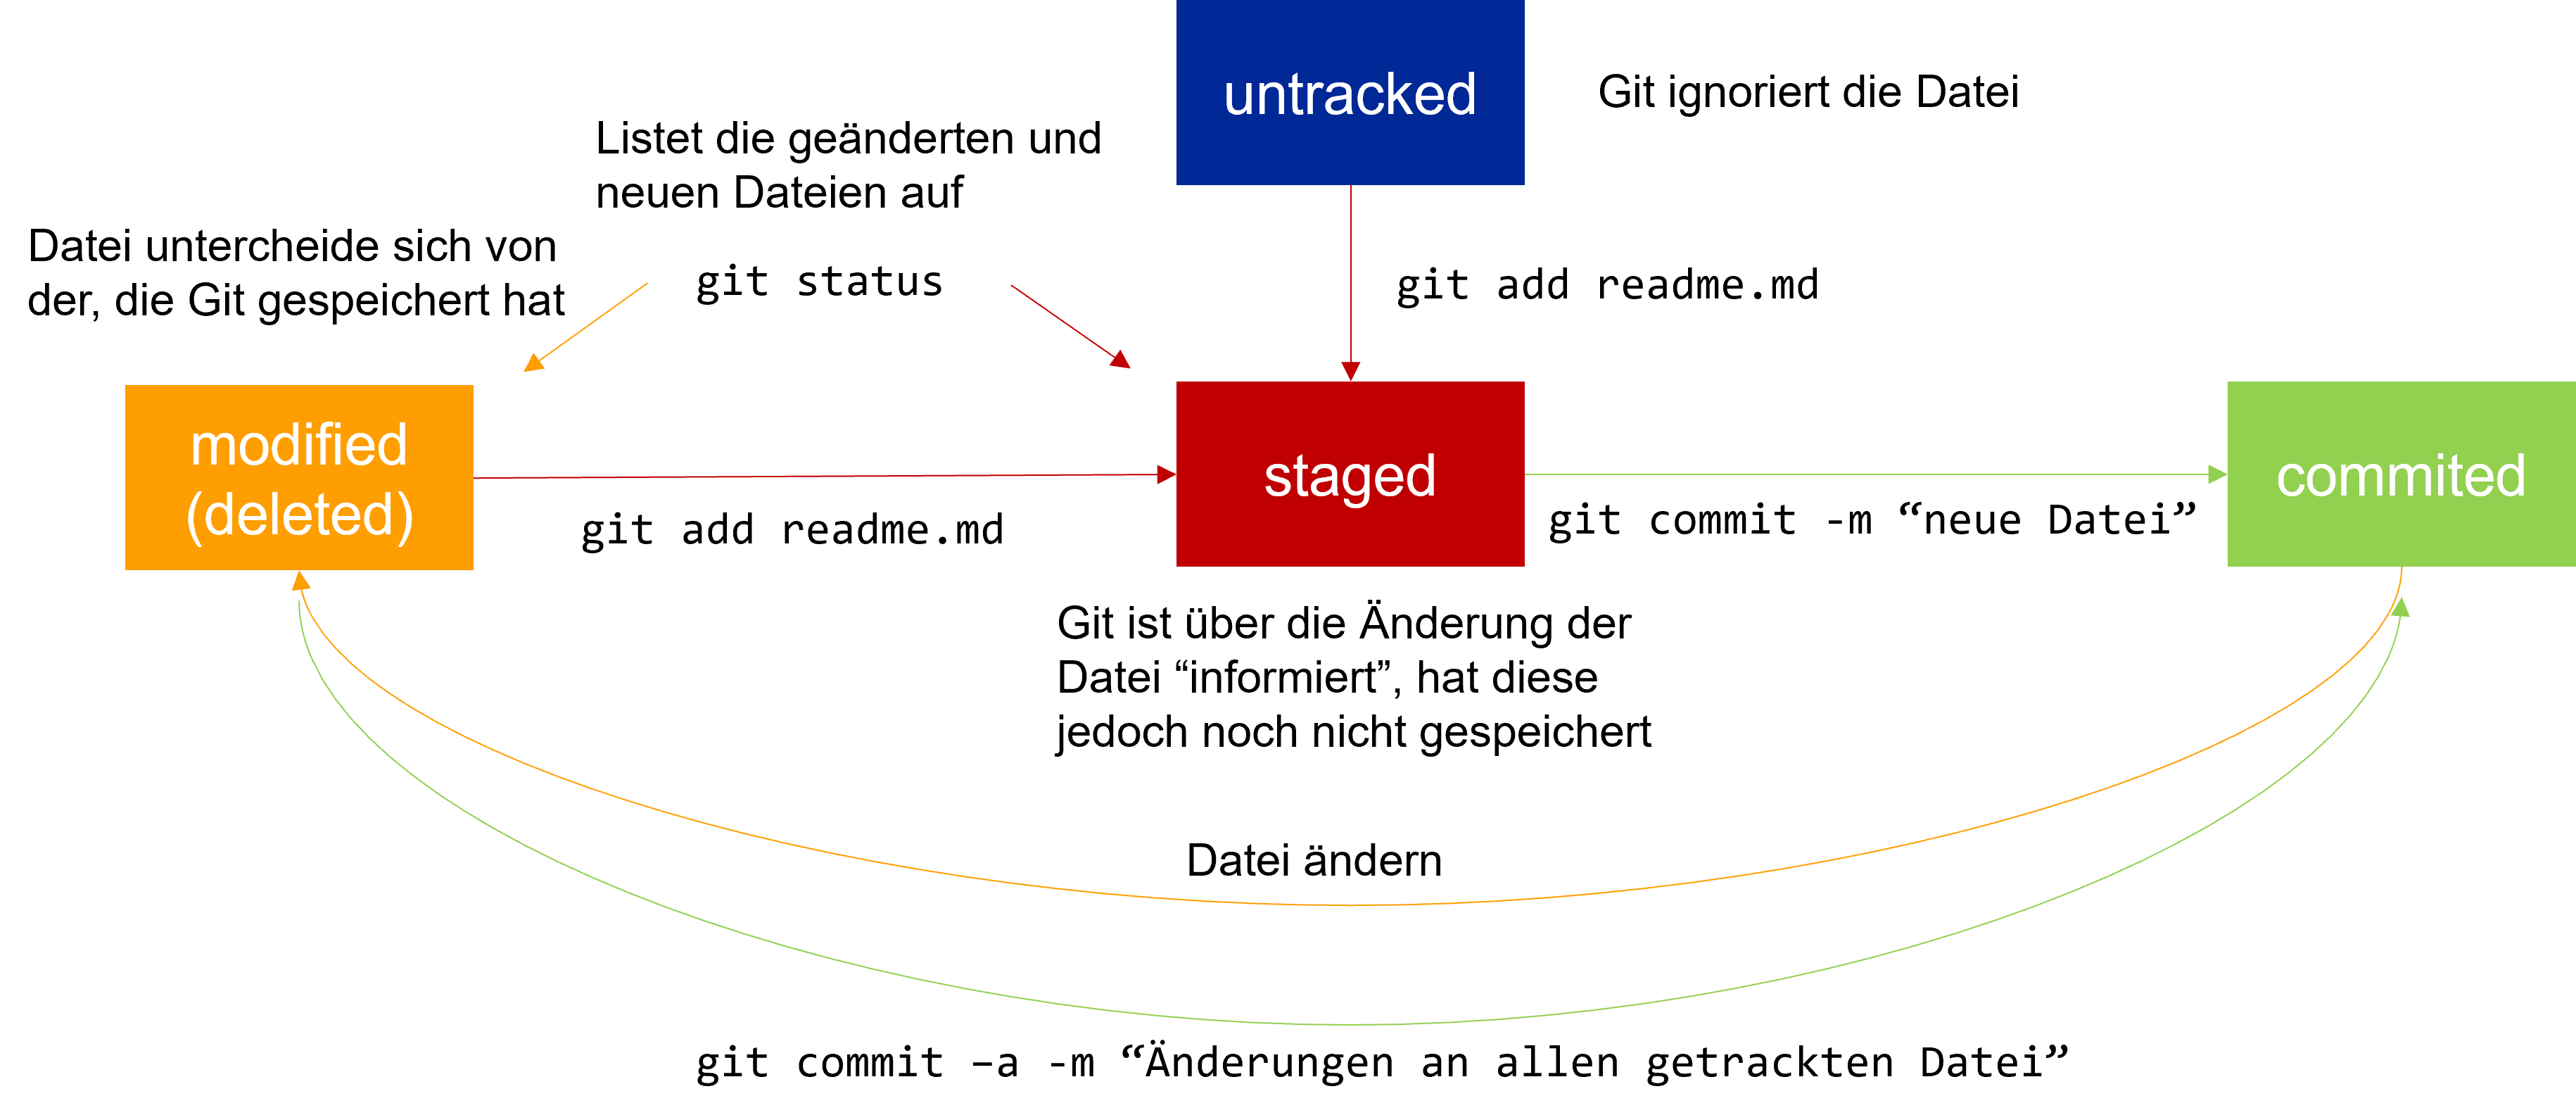 untracked
Git ignoriert die Datei
Listet die geänderten und
neuen Dateien auf
Datei untercheide sich von
der, die Git gespeichert hat
git status
git add readme.md
modified
(deleted)
staged
commited
git add readme.md
git commit -m “neue Datei”
Git ist über die Änderung der
Datei “informiert”, hat diese
jedoch noch nicht gespeichert
Datei ändern
git commit –a -m “Änderungen an allen getrackten Datei”